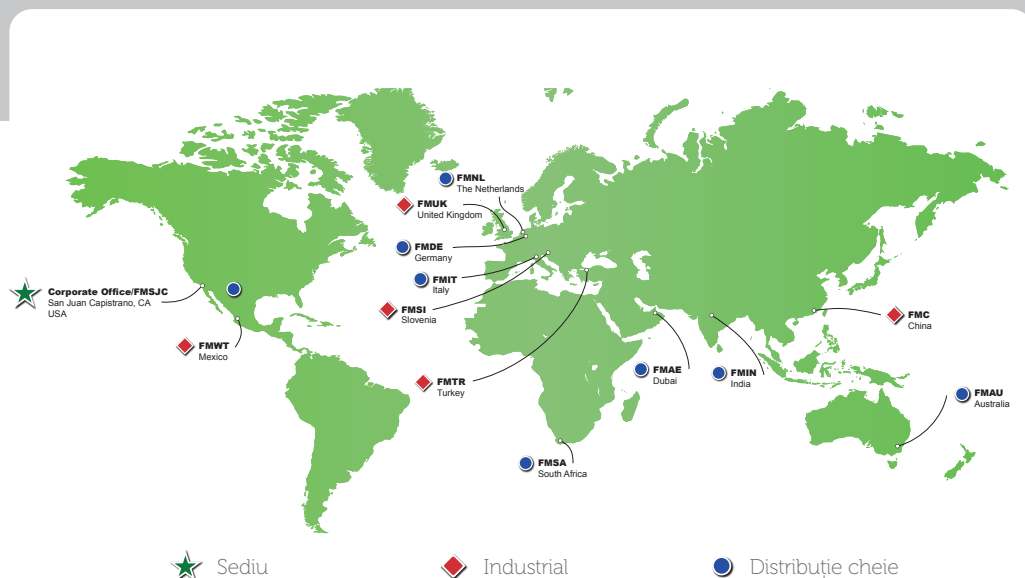 FMNL
The Netherlands
FMUK
United Kingdom
FMDE
Germany
FMIT
Italy
Corporate Office/FMSJC
San Juan Capistrano, CA
USA
FMSI
Slovenia
FMC
China
FMWT
Mexico
FMTR
Turkey
FMAE
Dubai
FMIN
India
FMAU
Australia
FMSA
South Africa
Sediu
Industrial
Distribuție cheie